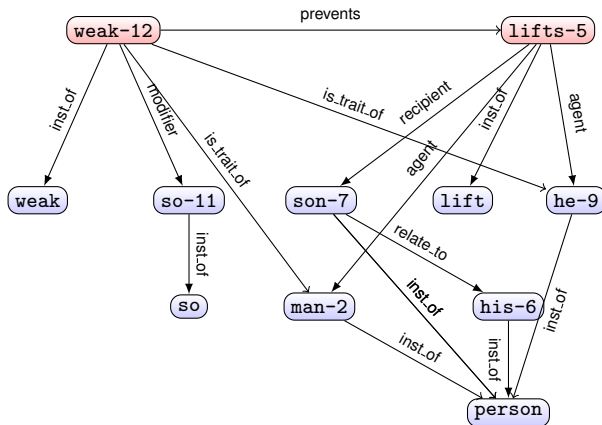 prevents
weak-12 lifts-5
inst_of modifier is_trait_of is_trait_of recipient agent inst_of agent
weak so-11 son-7 lift he-9
inst_of relate_to inst_of
so man-2 inst_of his-6
inst_of inst_of
person